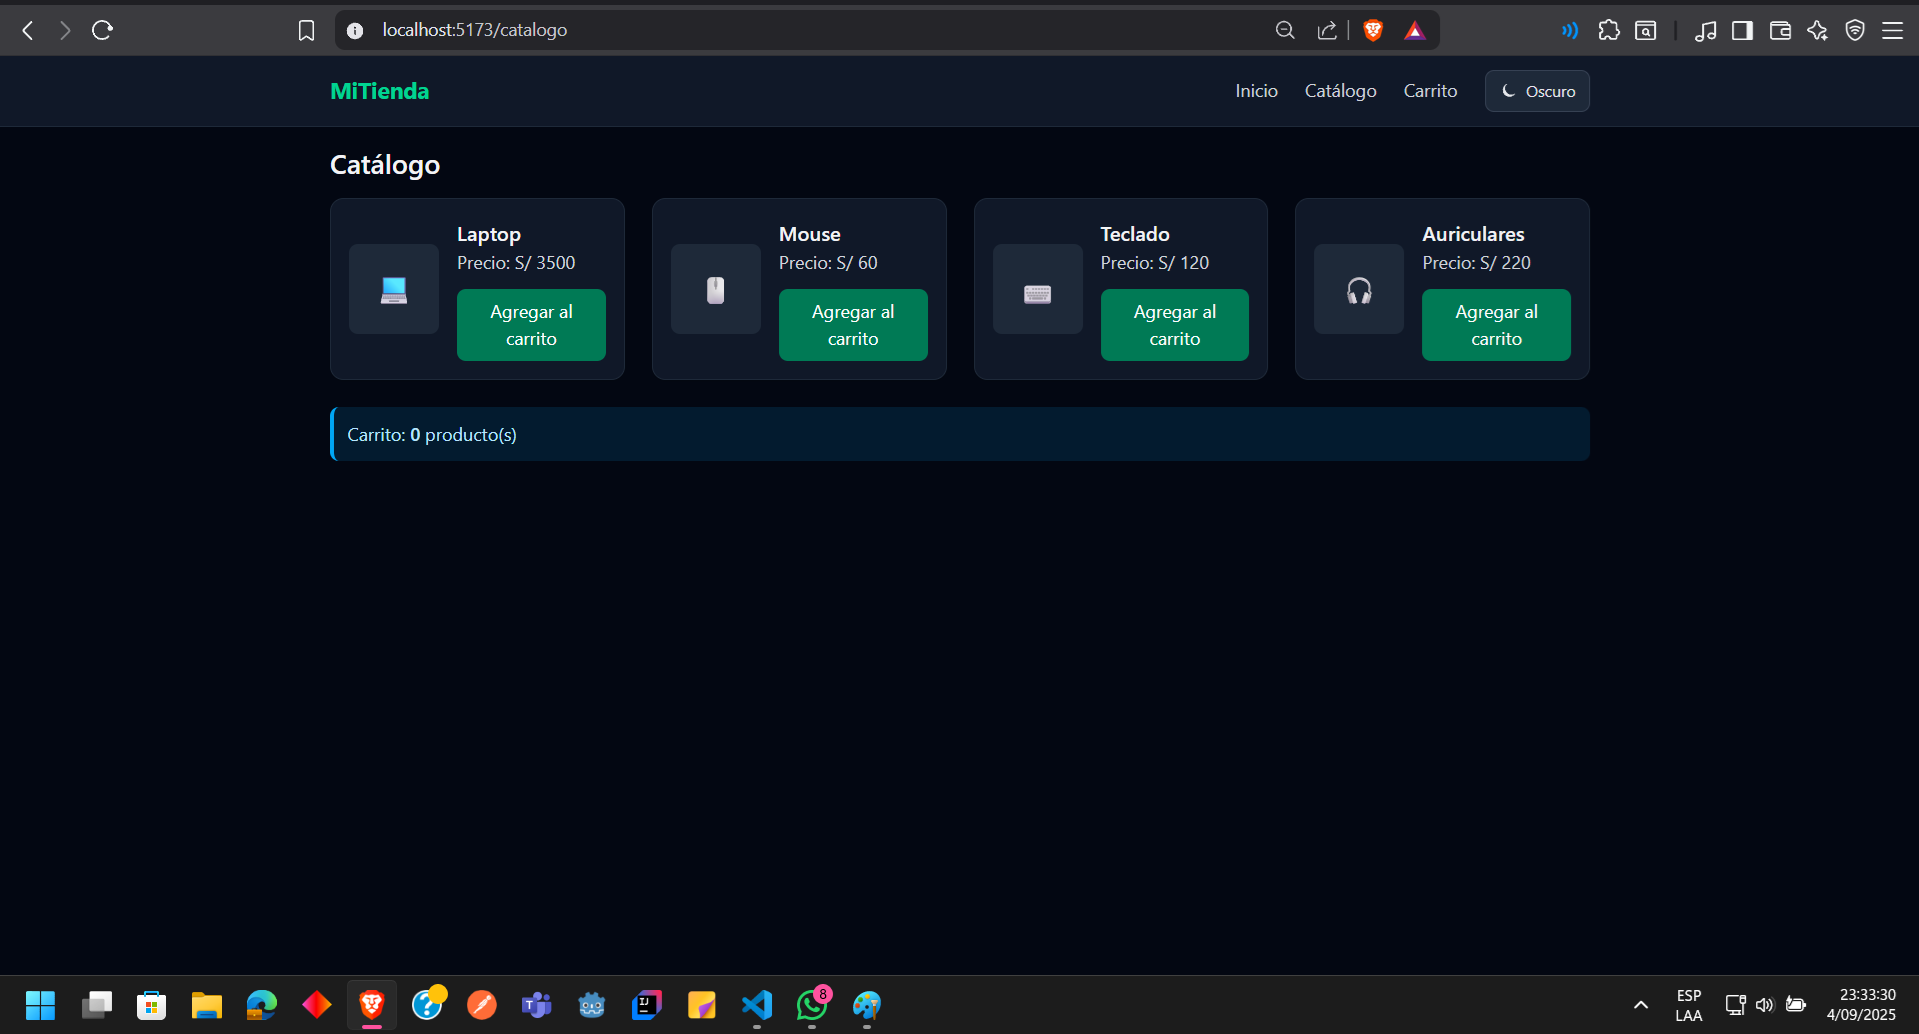 localhost:5173/catalogo
MiTienda
Inicio
Catálogo
Carrito
Oscuro
Catálogo
Laptop
Precio: S/ 3500
Agregar al
carrito
Mouse
Precio: S/ 60
Agregar al
carrito
Teclado
Precio: S/ 120
Agregar al
carrito
Auriculares
Precio: S/ 220
Agregar al
carrito
Carrito: 0 producto(s)
IJ
8
ESP
LAA
23:33:30
4/09/2025